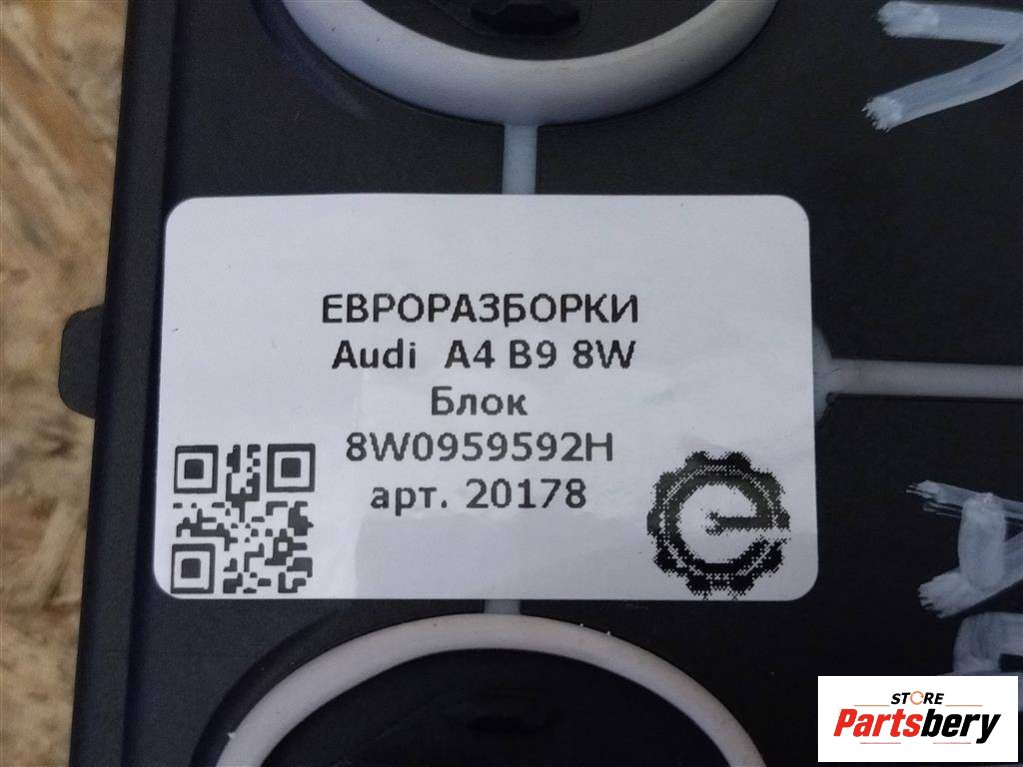 ЕВРОРАЗБОРКИ
Audi A4 B9 8W
Блок
8W0959592H
арт. 20178
STORE
Partsbery